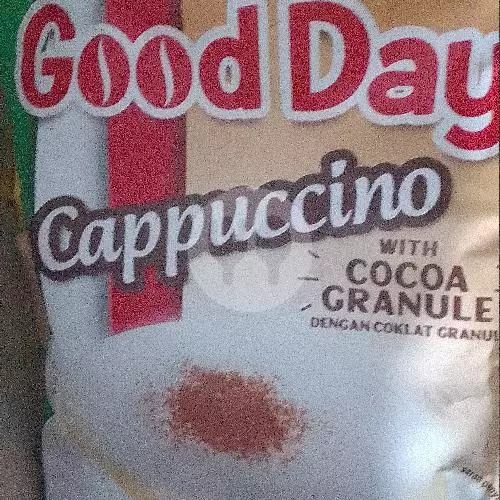 Good Day
Cappuccino
WITH
COCOA
GRANULE
DENGAN COKLAT GRANUL